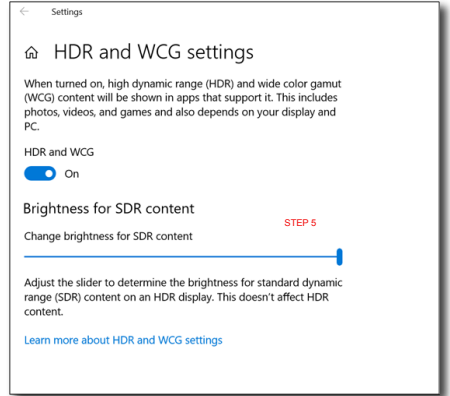 Settings
HDR and WCG settings
When turned on, high dynamic range (HDR) and wide color gamut
(WCG) content will be shown in apps that support it. This includes
photos, videos, and games and also depends on your display and
PC.
HDR and WCG
On
Brightness for SDR content
STEP 5
Change brightness for SDR content
Adjust the slider to determine the brightness for standard dynamic
range (SDR) content on an HDR display. This doesn't affect HDR
content.
Learn more about HDR and WCG settings